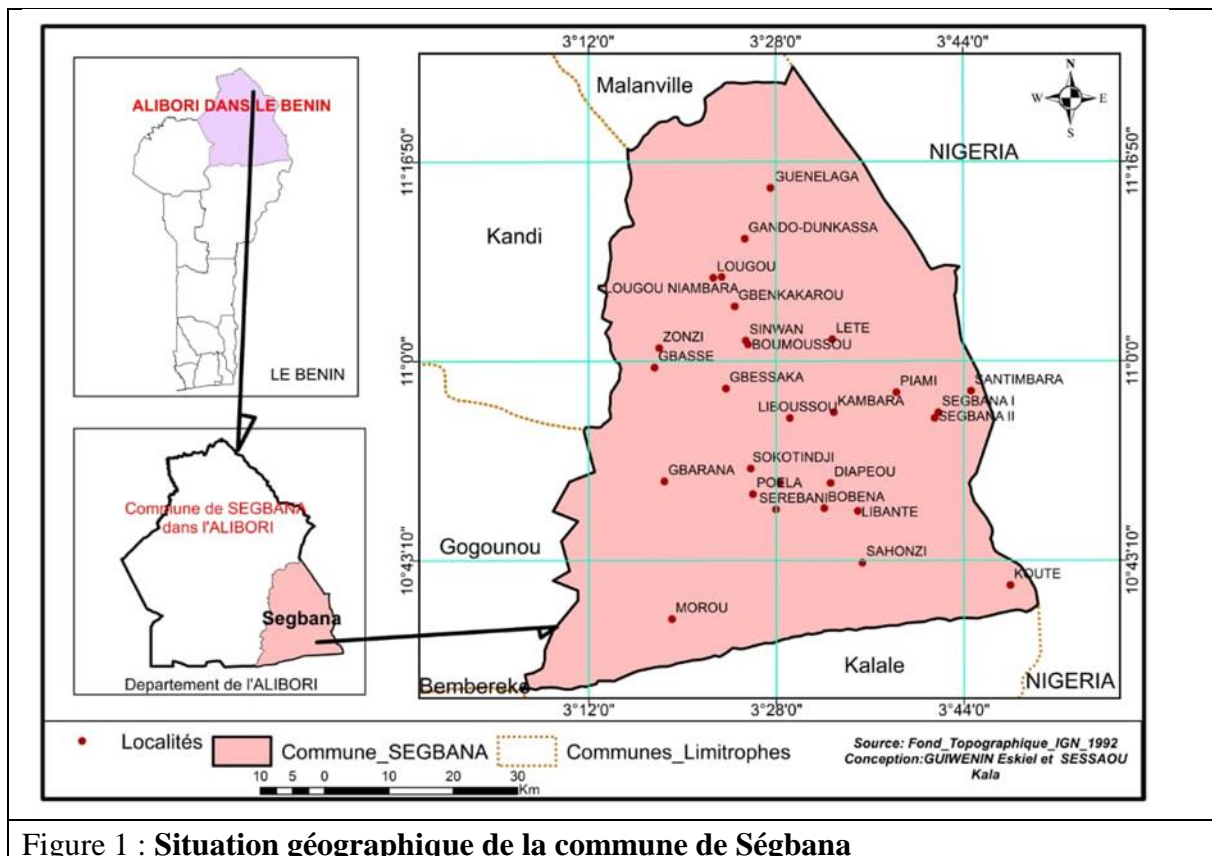 ALIBORI DANS LE BENIN
LE BENIN
Commune de SEGBANA
dans l'ALIBORI
Segbana
Departement de l'ALIBORI
3°12'0" 3°28'0" 3°44'0"
Malanville
N
W E
S
NIGERIA
11°16'50" 11°16'50"
GUENELAGA
Kandi
GANDO-DUNKASSA
LOUGOU
LOUGOU NIAMBARA
GBENKAKAROU
SINWAN
LETE
ZONZI
BOUMOUSSOU
GBASSE
11°0'0" 11°0'0"
GBESSAKA
PIAMI
SANTIMBARA
LIBOUSSOU
KAMBARA
SEGBANA I
SEGBANA II
SOKOTINDJI
GBARANA
DIAPEOU
POELA
SEREBANI
BOBENA
LIBANTE
Gogounou
10°43'10" 10°43'10"
SAHONZI
KOUTE
MOROU
Kalale
Bembereke
NIGERIA
3°12'0" 3°28'0" 3°44'0"
Localités
Commune_SEGBANA
Communes_Limitrophes
10 5 0 10 20 30
Km
Source: Fond_Topographique_IGN_1992
Conception:GUIWENIN Eskiel et SESSAOU
Kala
Figure 1 : Situation géographique de la commune de Ségbana